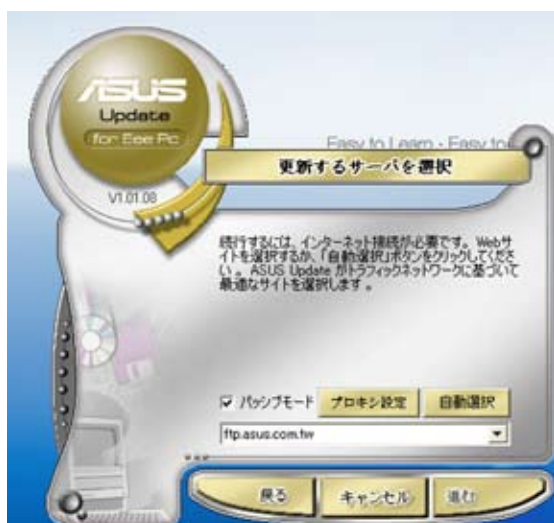 ASUS
Update
for Eee Pc
V1.01.08
Easy to Learn · Easy to
更新するサーバを選択
続行するには、インターネット接続が必要です。Webサ
イトを選択するか、「自動選択」ボタンをクリックしてくださ
い。ASUS Update がトラフィックネットワークに基づいて
最適なサイトを選択します。
パッシブモード プロキシ設定 自動選択
ftp.asus.com.tw
戻る キャンセル 進む